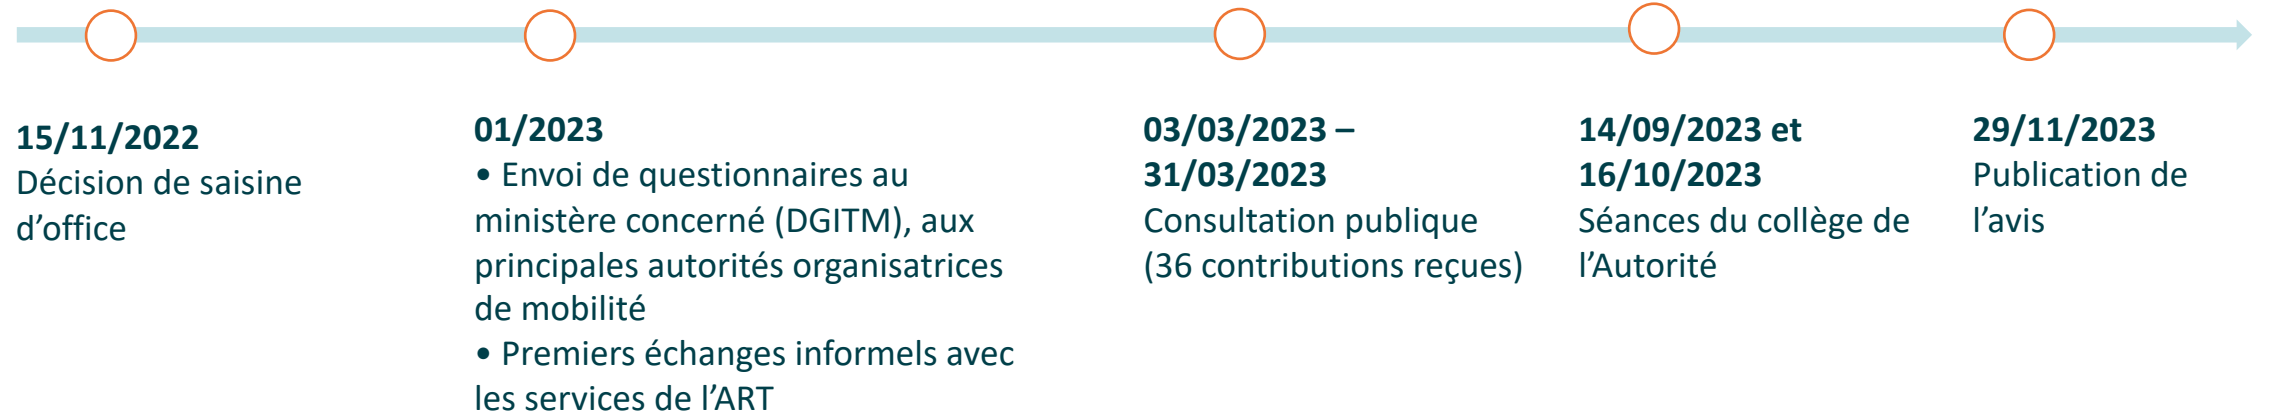 15/11/2022
Décision de saisine
d’office
01/2023
• Envoi de questionnaires au
ministère concerné (DGITM), aux
principales autorités organisatrices
de mobilité
• Premiers échanges informels avec
les services de l’ART
03/03/2023 –
31/03/2023
Consultation publique
(36 contributions reçues)
14/09/2023 et
16/10/2023
Séances du collège de
l’Autorité
29/11/2023
Publication de
l’avis